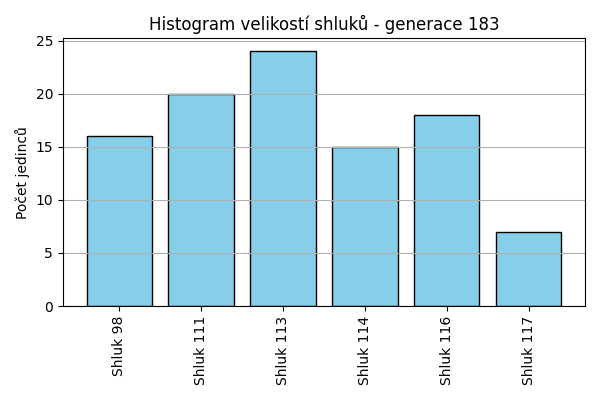 Histogram velikostí shluků - generace 183
Počet jedinců
25
20
15
10
5
0
Shluk 98
Shluk 111
Shluk 113
Shluk 114
Shluk 116
Shluk 117